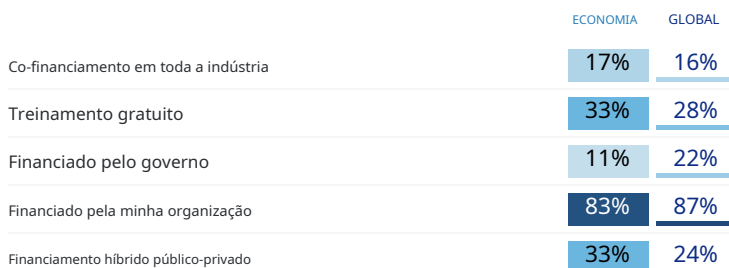 ECONOMIA GLOBAL
Co-financiamento em toda a indústria 17% 16%
Treinamento gratuito 33% 28%
Financiado pelo governo 11% 22%
Financiado pela minha organização 83% 87%
Financiamento híbrido público-privado 33% 24%